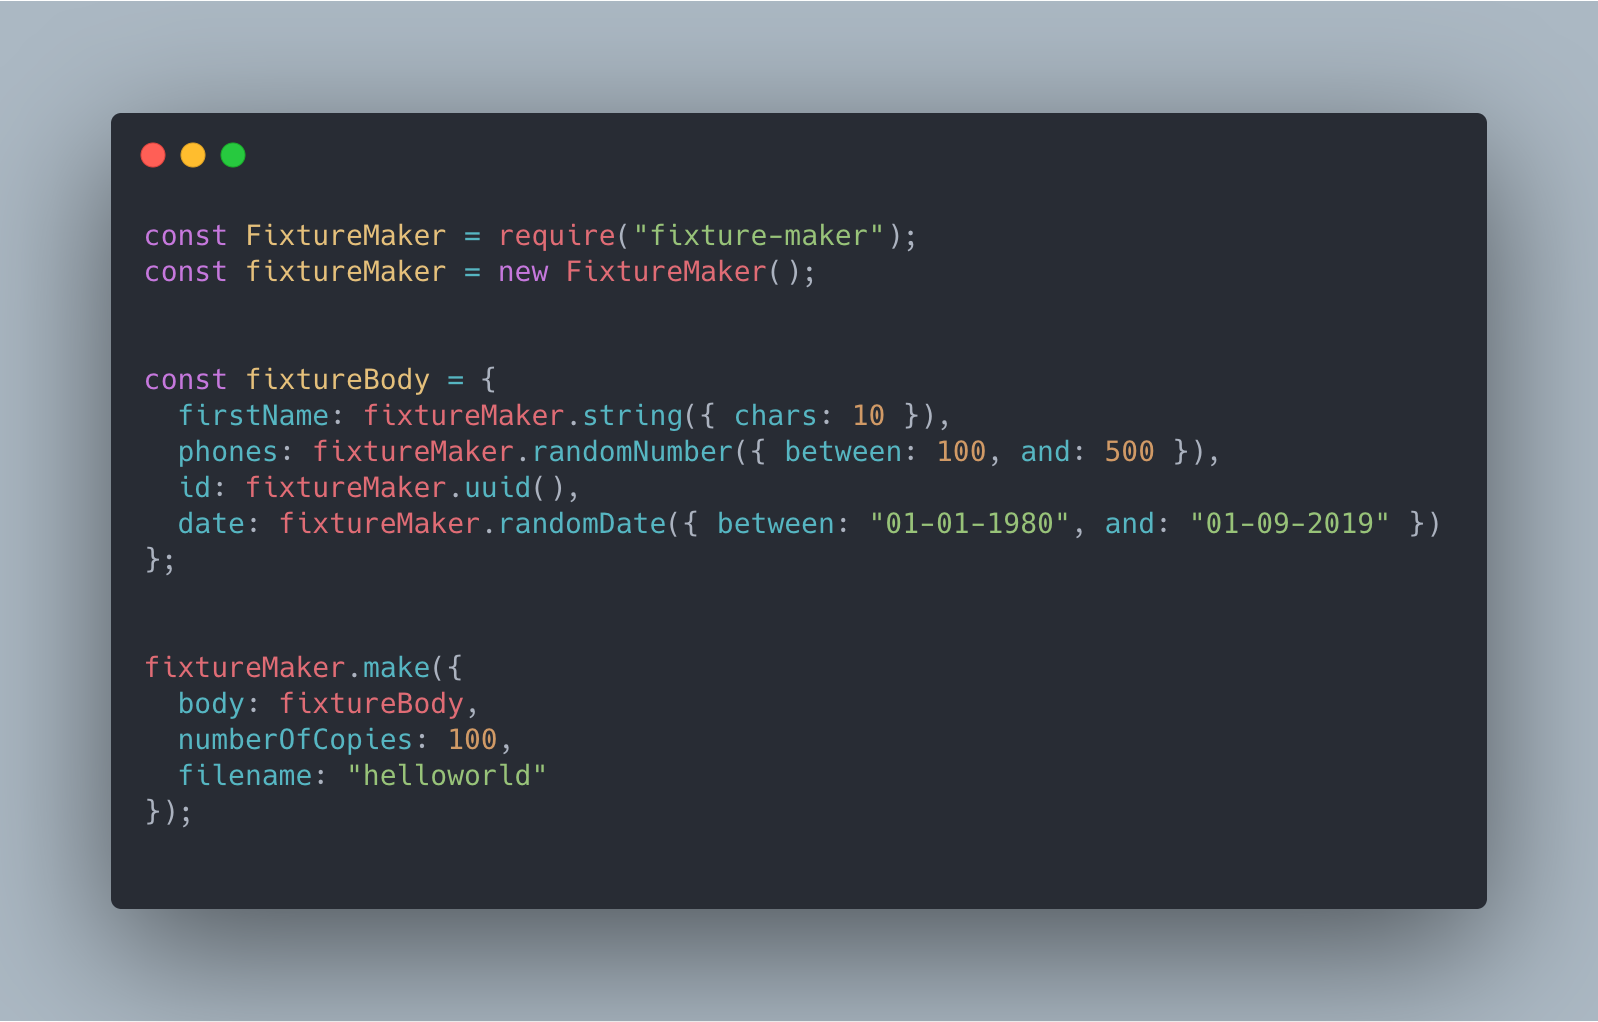 const FixtureMaker = require("fixture-maker");
const fixtureMaker = new FixtureMaker();
const fixtureBody = {
  firstName: fixtureMaker.string({ chars: 10 }),
  phones: fixtureMaker.randomNumber({ between: 100, and: 500 }),
  id: fixtureMaker.uuid(),
  date: fixtureMaker.randomDate({ between: "01-01-1980", and: "01-09-2019" })
};
fixtureMaker.make({
  body: fixtureBody,
  numberOfCopies: 100,
  filename: "helloworld"
});